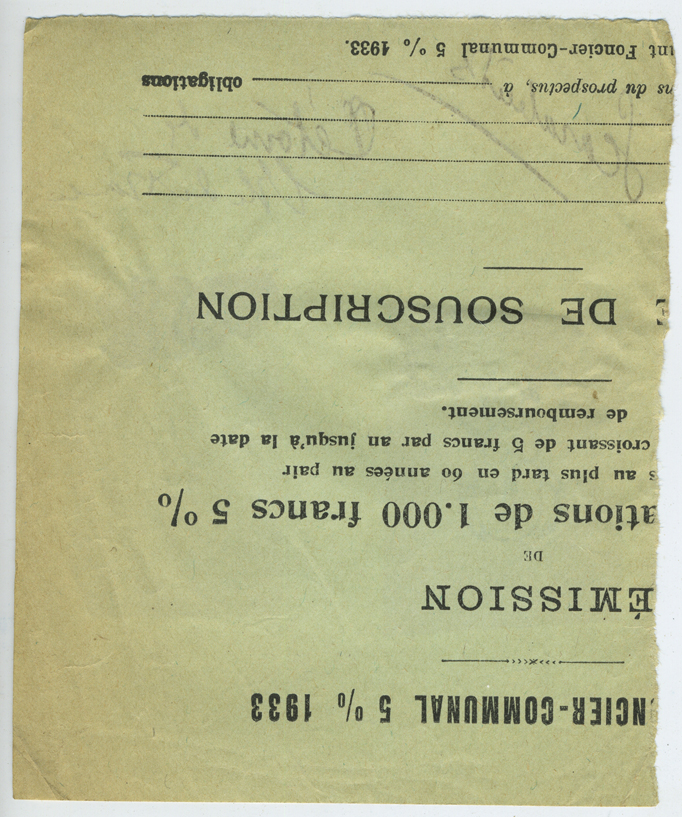 NCIER-COMMUNAL 5 % 1933
ÉMISSION
DE
ations de 1.000 francs 5 %
s au plus tard en 60 années au pair
croissant de 5 francs par an jusqu'à la date
de remboursement.
E DE SOUSCRIPTION
ns du prospectus, à obligations
unt Foncier-Communal 5 % 1933.